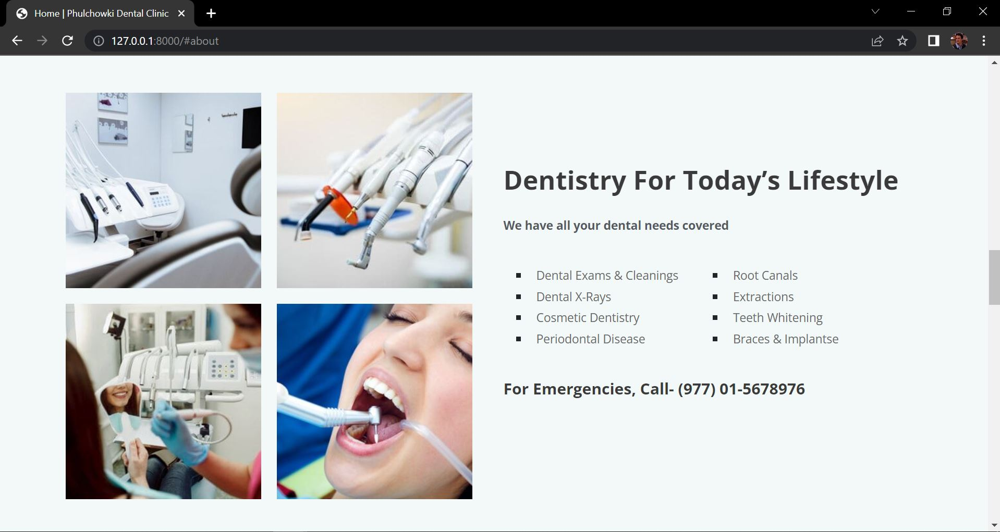 Home | Phulchowki Dental Clinic
127.0.0.1:8000/#about
Dentistry For Today’s Lifestyle
We have all your dental needs covered
Dental Exams & Cleanings
Dental X-Rays
Cosmetic Dentistry
Periodontal Disease
Root Canals
Extractions
Teeth Whitening
Braces & Implantse
For Emergencies, Call- (977) 01-5678976